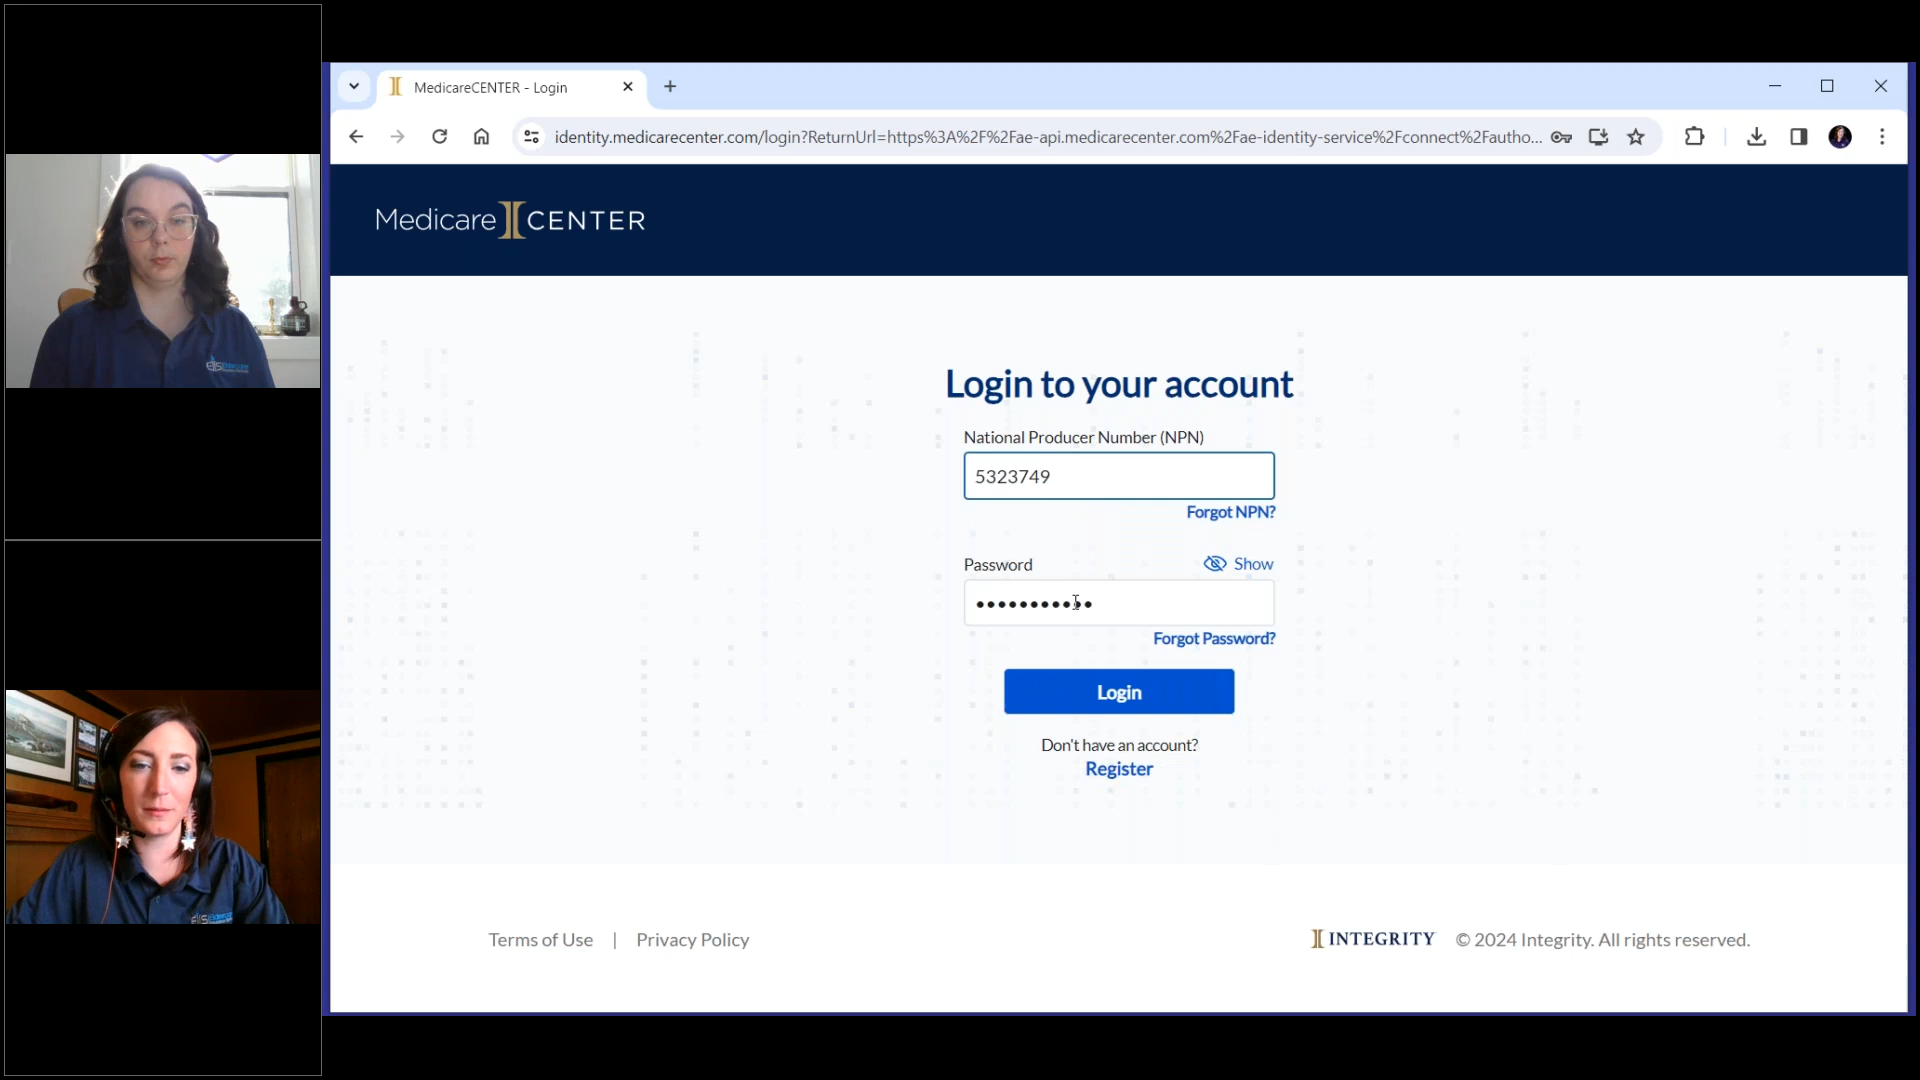 MedicareCENTER - Login
identity.medicarecenter.com/login?ReturnUrl=https%3A%2F%2Fae-api.medicarecenter.com%2Fae-identity-service%2Fconnect%2Fautho...
Medicare CENTER
Login to your account
National Producer Number (NPN)
5323749
Forgot NPN?
Password
Show
••••••••••••
Forgot Password?
Login
Don't have an account?
Register
Terms of Use | Privacy Policy
INTEGRITY © 2024 Integrity. All rights reserved.